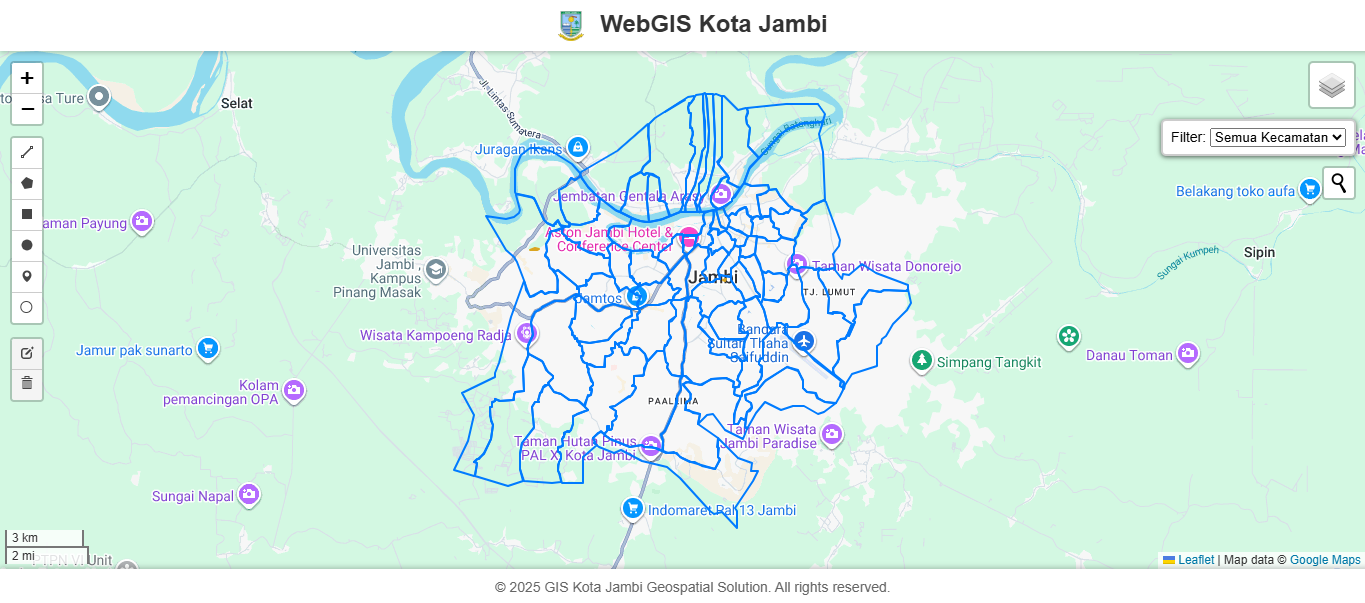 WebGIS Kota Jambi
+
−
Ture
Selat
Jl. Lintas Sumatera
Sungai Batanghari
Filter: Semua Kecamatan
Juragan Ikans
Jembatan Gentala Arasy
Belakang toko aufa
aman Payung
Aston Jambi Hotel &
Conference Center
Universitas
Jambi ,
Kampus
Pinang Masak
Taman Wisata Donorejo
Sungai Kumpeh
Sipin
Jambi
Jamtos
TJ. LUMUT
Wisata Kampoeng Radja
Bandara
Sultan Thaha
Saifuddin
Jamur pak sunarto
Simpang Tangkit
Danau Toman
Kolam
pemancingan OPA
PAALLIMA
Taman Wisata
Jambi Paradise
Taman Hutan Pinus
PAL XI Kota Jambi
Sungai Napal
Indomaret Pal 13 Jambi
3 km
2 mi
PTPN VI Unit
Leaflet | Map data © Google Maps
© 2025 GIS Kota Jambi Geospatial Solution. All rights reserved.